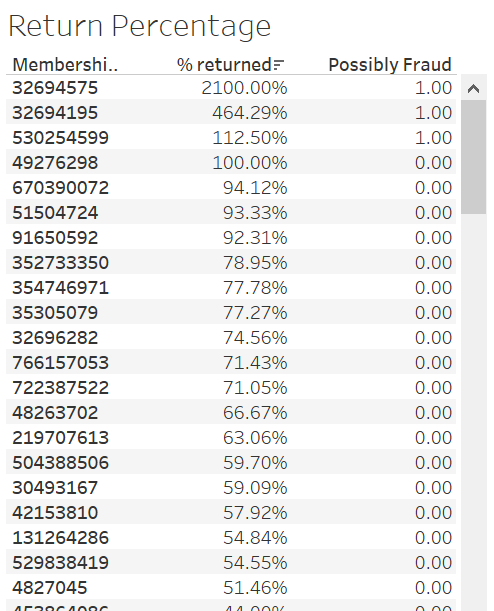 Return Percentage
Membershi.. % returned Possibly Fraud
32694575 2100.00% 1.00
32694195 464.29% 1.00
530254599 112.50% 1.00
49276298 100.00% 0.00
670390072 94.12% 0.00
51504724 93.33% 0.00
91650592 92.31% 0.00
352733350 78.95% 0.00
354746971 77.78% 0.00
35305079 77.27% 0.00
32696282 74.56% 0.00
766157053 71.43% 0.00
722387522 71.05% 0.00
48263702 66.67% 0.00
219707613 63.06% 0.00
504388506 59.70% 0.00
30493167 59.09% 0.00
42153810 57.92% 0.00
131264286 54.84% 0.00
529838419 54.55% 0.00
4827045 51.46% 0.00